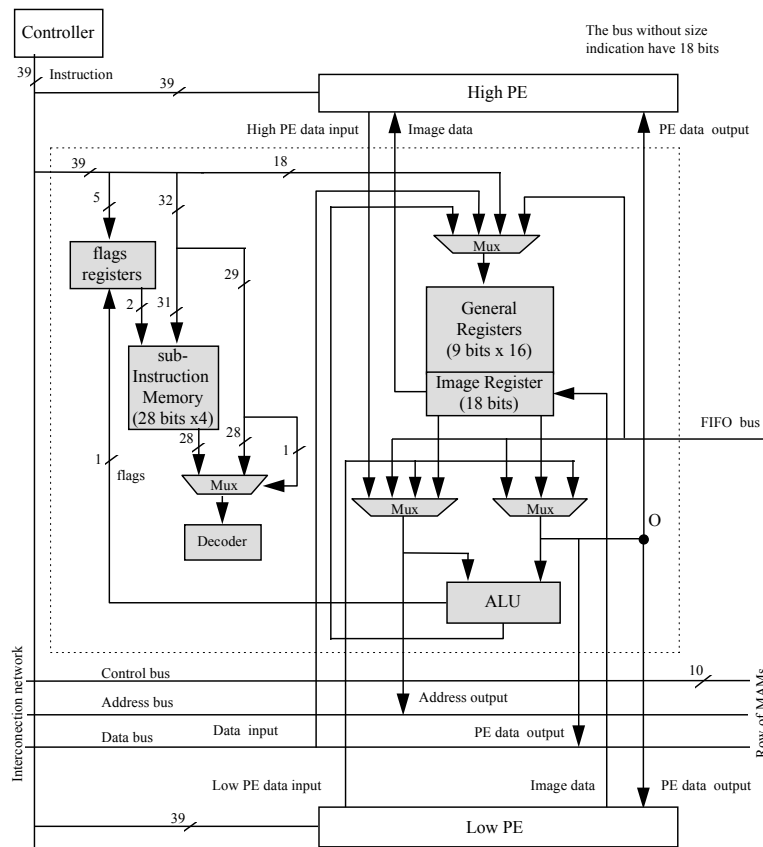 Controller
The bus without size
indication have 18 bits
39
Instruction
39
High PE
High PE data input
Image data
PE data output
39
18
5
32
Mux
flags
registers
29
2
31
General
Registers
(9 bits x 16)
sub-
Instruction
Memory
(28 bits x4)
Image Register
(18 bits)
FIFO bus
28
28
1
1
flags
Mux
Mux
Mux
O
Decoder
ALU
Interconnection network
Control bus
10
Row of MAMs
Address bus
Address output
Data bus
Data input
PE data output
Low PE data input
Image data
PE data output
39
Low PE